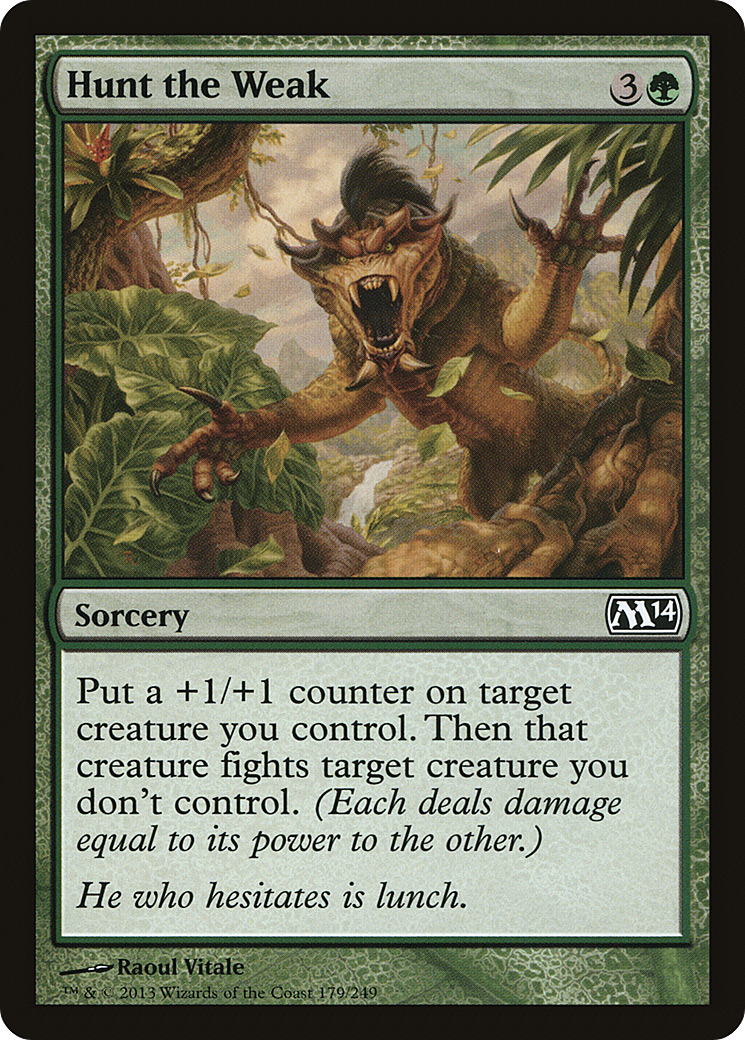 Hunt the Weak 3
Sorcery M14
Put a +1/+1 counter on target
creature you control. Then that
creature fights target creature you
don't control. (Each deals damage
equal to its power to the other.)
He who hesitates is lunch.
Raoul Vitale
™ & © 2013 Wizards of the Coast 179/249